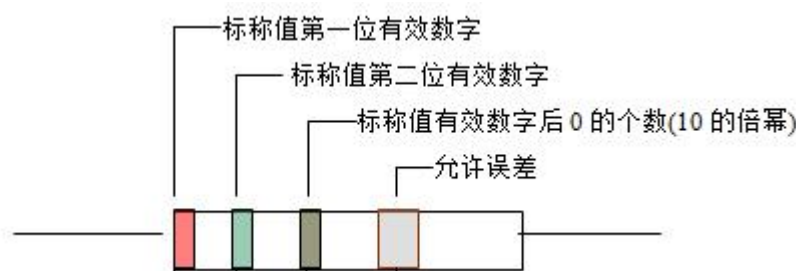 标称值第一位有效数字
标称值第二位有效数字
标称值有效数字后0的个数(10的倍幂)
允许误差